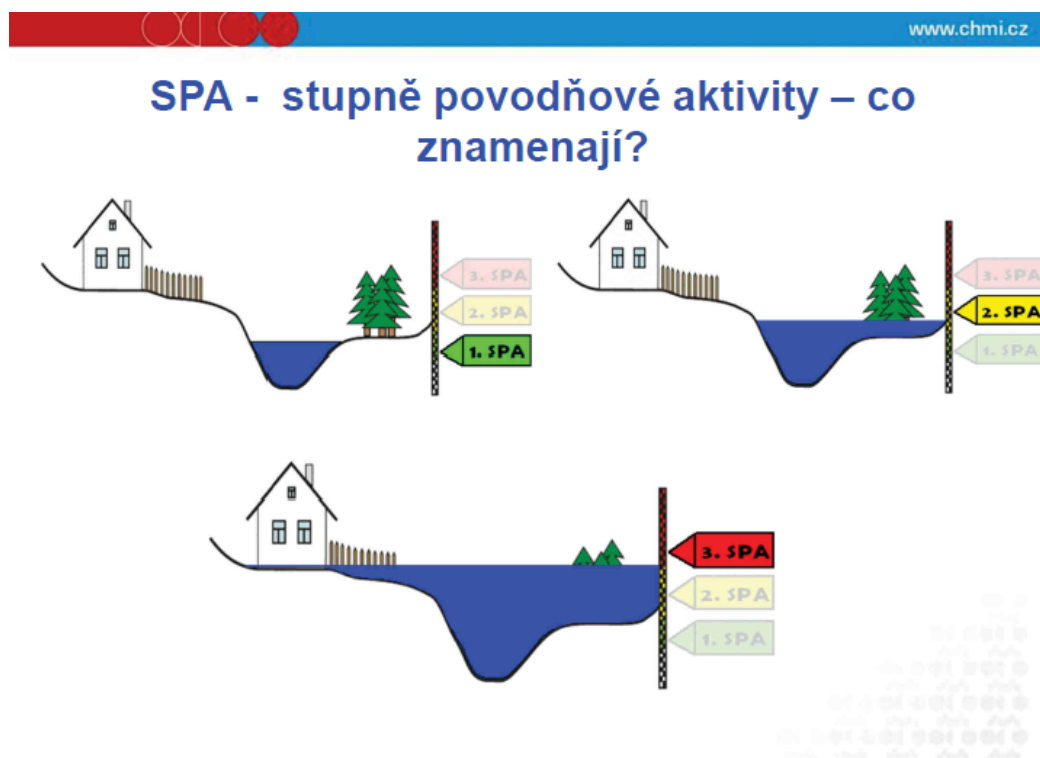 www.chmi.cz
SPA - stupně povodňové aktivity – co
znamenají?
3. SPA
2. SPA
1. SPA
3. SPA
2. SPA
1. SPA
3. SPA
2. SPA
1. SPA